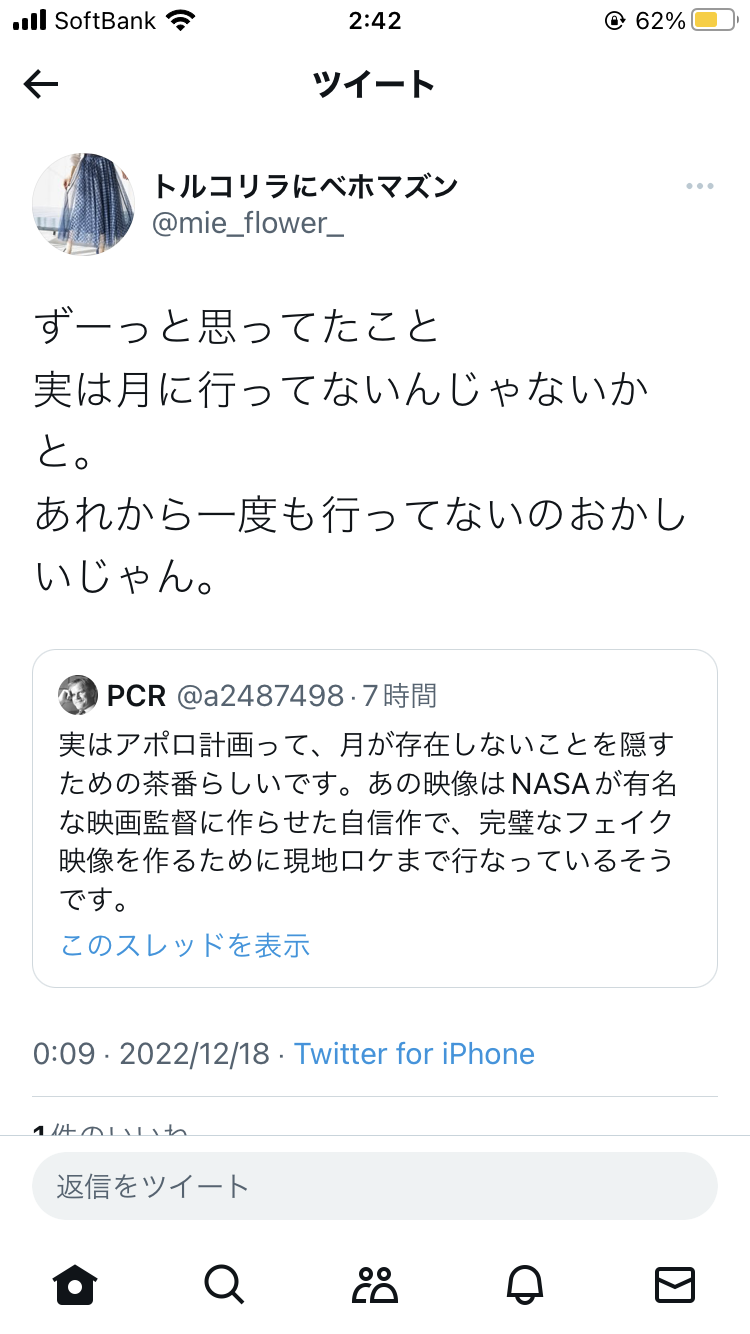 SoftBank 2:42 62%
ツイート
トルコリラにベホマズン
@mie_flower_
ずーっと思ってたこと
実は月に行ってないんじゃないか
と。
あれから一度も行ってないのおかし
いじゃん。
PCR @a2487498·7時間
実はアポロ計画って、月が存在しないことを隠す
ための茶番らしいです。あの映像はNASAが有名
な映画監督に作らせた自信作で、完璧なフェイク
映像を作るために現地ロケまで行なっているそう
です。
このスレッドを表示
0:09 · 2022/12/18 · Twitter for iPhone
1件のいいね
返信をツイート